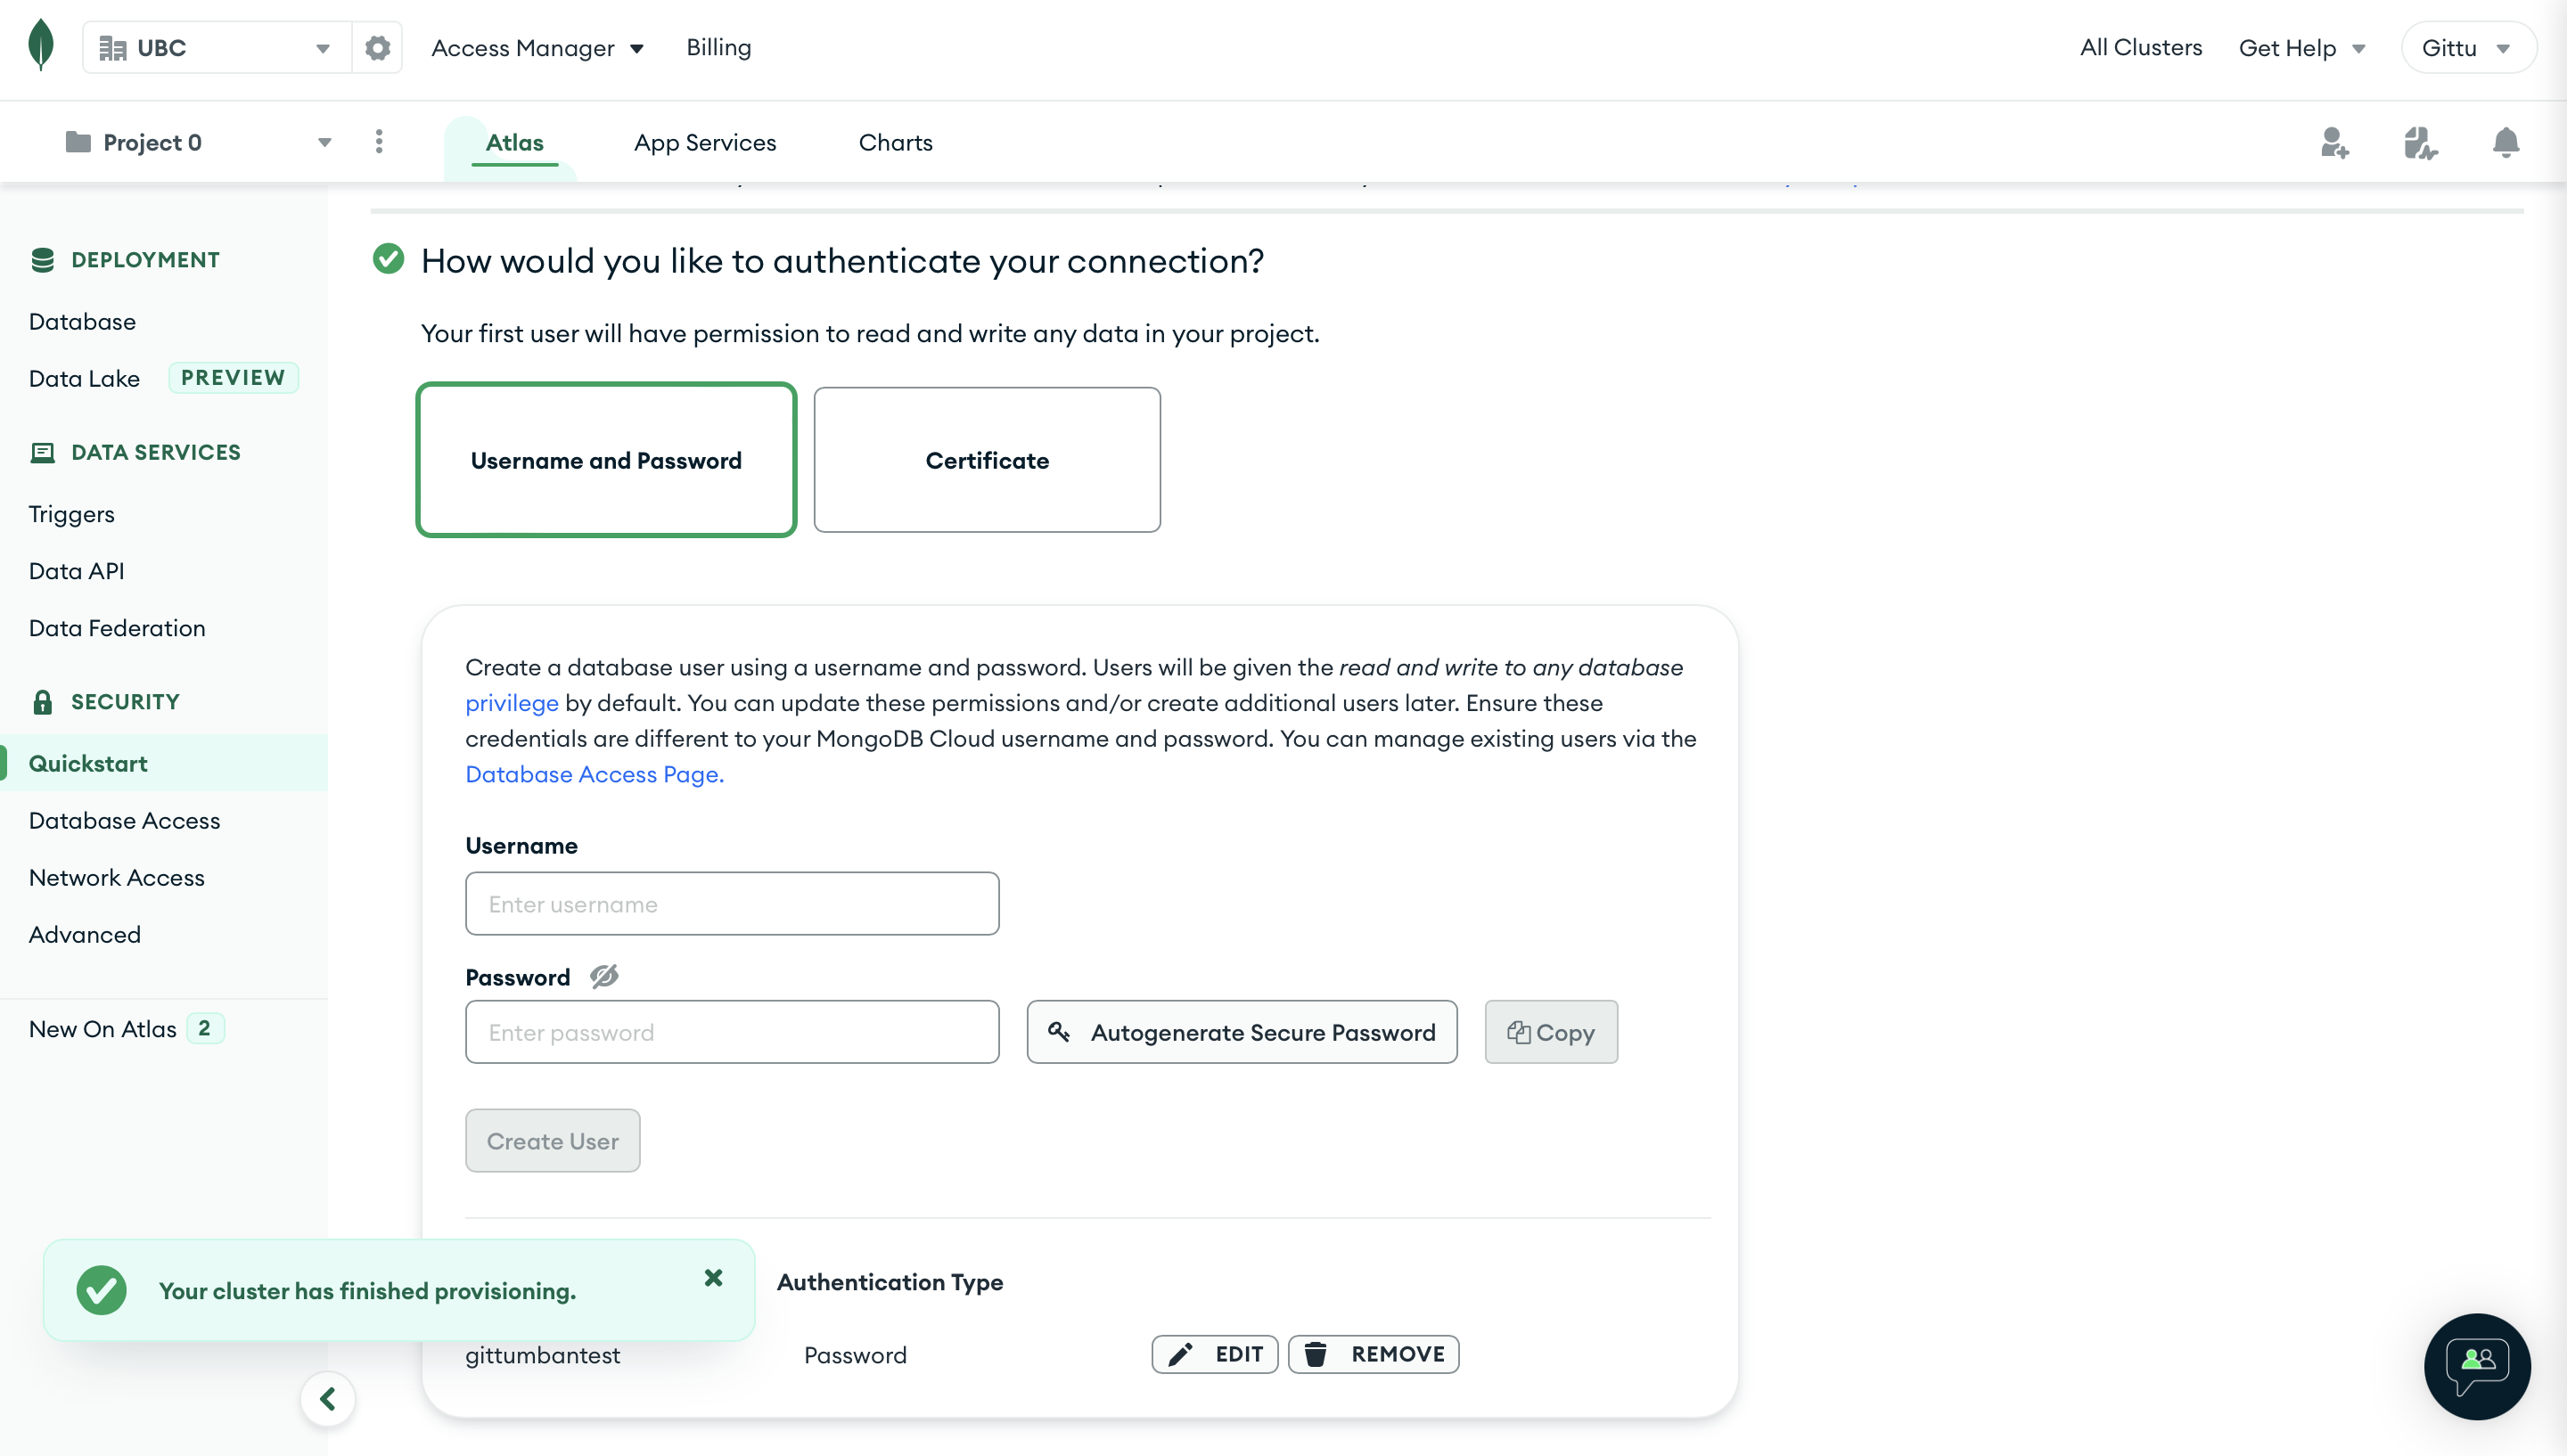 UBC
Access Manager
Billing
All Clusters
Get Help
Gittu
Project 0
Atlas
App Services
Charts
DEPLOYMENT
Database
Data Lake
PREVIEW
DATA SERVICES
Triggers
Data API
Data Federation
SECURITY
Quickstart
Database Access
Network Access
Advanced
New On Atlas
2
How would you like to authenticate your connection?
Your first user will have permission to read and write any data in your project.
Username and Password
Certificate
Create a database user using a username and password. Users will be given the read and write to any database
privilege by default. You can update these permissions and/or create additional users later. Ensure these
credentials are different to your MongoDB Cloud username and password. You can manage existing users via the
Database Access Page.
Username
Enter username
Password
Enter password
Autogenerate Secure Password
Copy
Create User
Your cluster has finished provisioning.
Authentication Type
gittumbantest
Password
EDIT
REMOVE